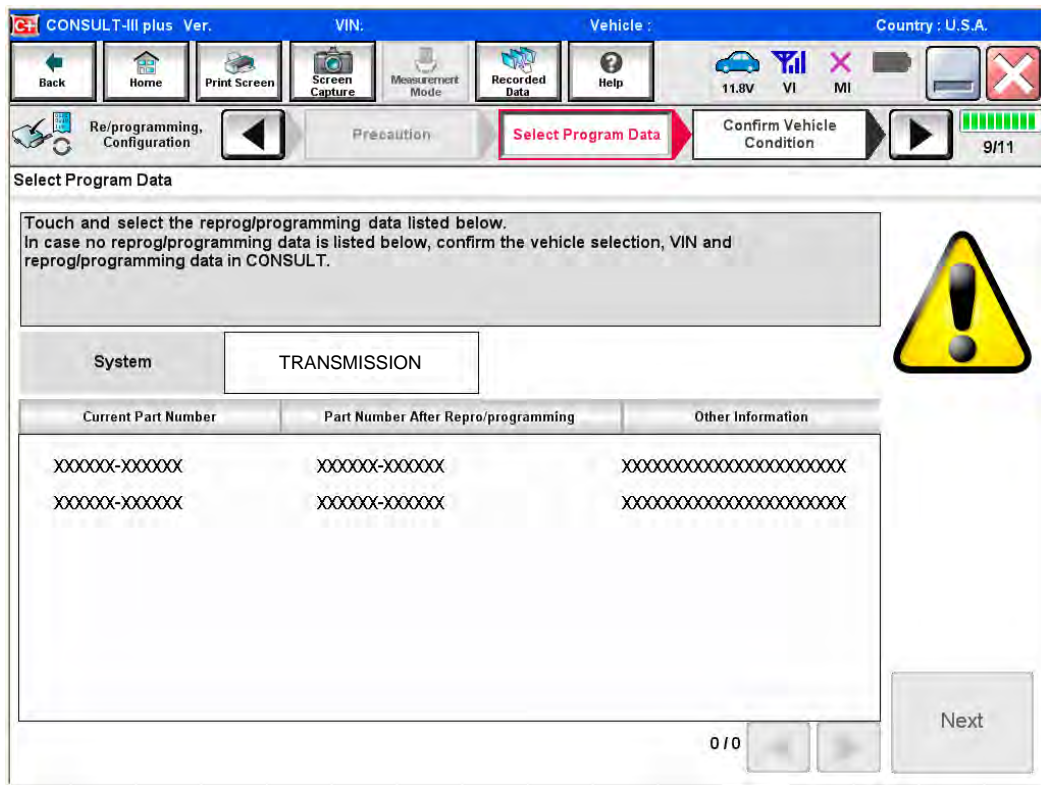 C+ CONSULT-III plus Ver. VIN: Vehicle : Country : U.S.A.
Back
Home
Print Screen
Screen Capture
Measurement Mode
Recorded Data
Help
11.8V
VI
MI
Re/programming, Configuration
Precaution
Select Program Data
Confirm Vehicle Condition
9/11
Select Program Data
Touch and select the reprog/programming data listed below.
In case no reprog/programming data is listed below, confirm the vehicle selection, VIN and
reprog/programming data in CONSULT.
System TRANSMISSION
Current Part Number Part Number After Repro/programming Other Information
XXXXXX-XXXXXX XXXXXX-XXXXXX XXXXXXXXXXXXXXXXXXXXXX
XXXXXX-XXXXXX XXXXXX-XXXXXX XXXXXXXXXXXXXXXXXXXXXX
Next
0/0